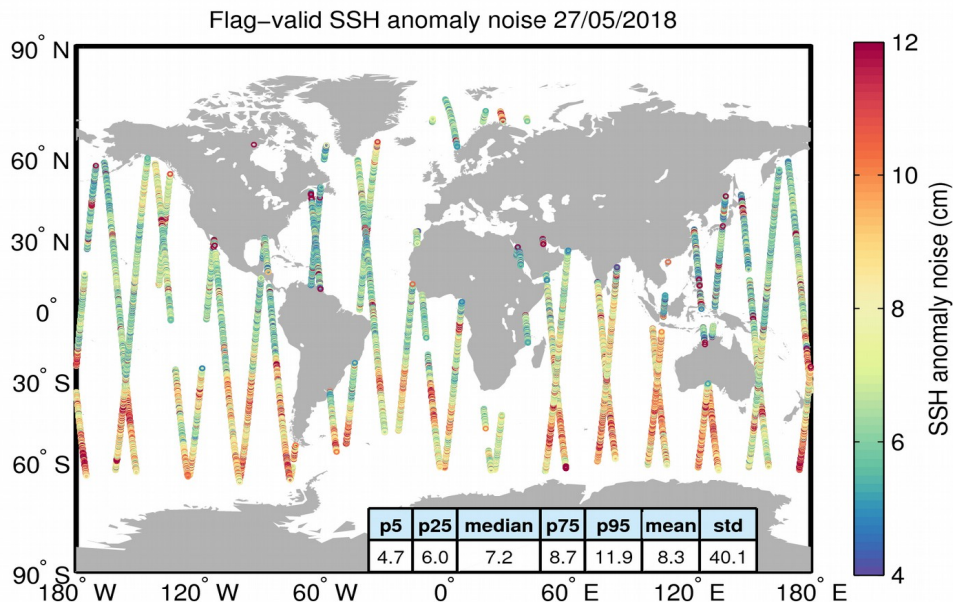 Flag−valid SSH anomaly noise 27/05/2018
90° N
60° N
30° N
0°
30° S
60° S
90° S
180° W 120° W 60° W 0° 60° E 120° E 180° E
p5 p25 median p75 p95 mean std
4.7 6.0 7.2 8.7 11.9 8.3 40.1
12
10
8
6
4
SSH anomaly noise (cm)